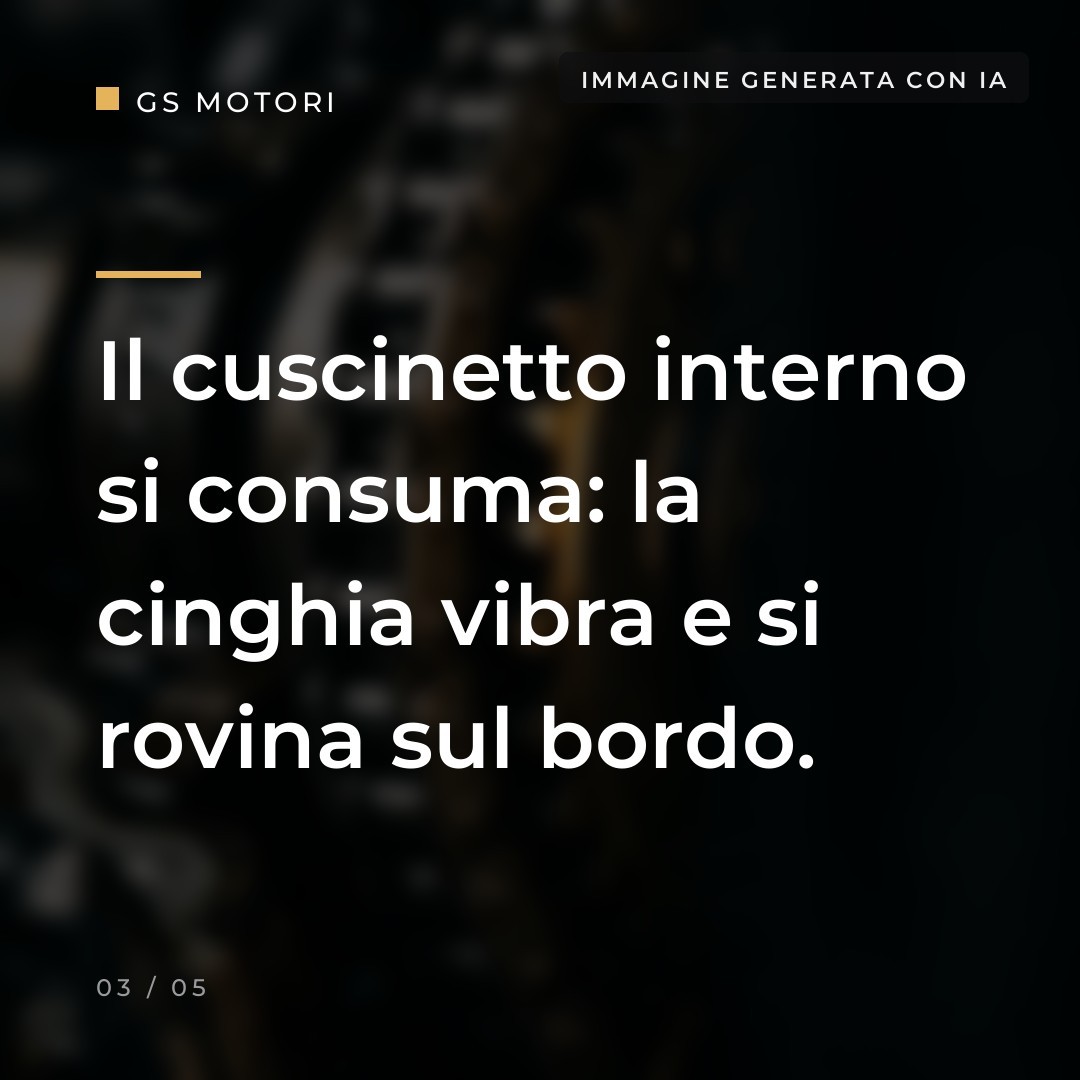 GS MOTORI
IMMAGINE GENERATA CON IA
Il cuscinetto interno
si consuma: la
cinghia vibra e si
rovina sul bordo.
03 / 05